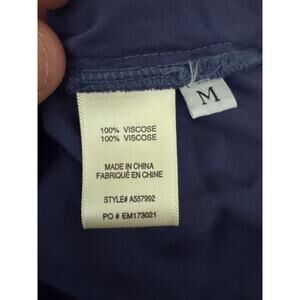 M
100% VISCOSE
100% VISCOSE
MADE IN CHINA
FABRIQUÉ EN CHINE
STYLE# A557992
PO # EM173021